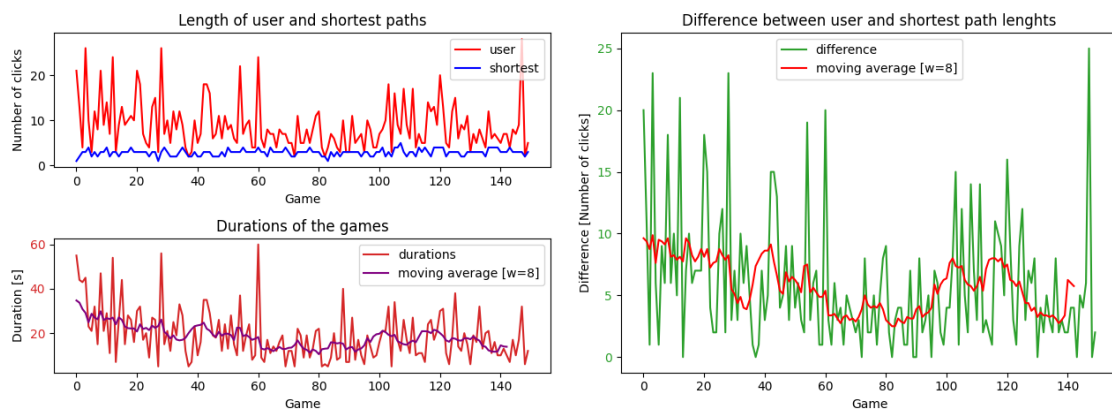 Length of user and shortest paths
Number of clicks
20
10
0
user
shortest
0 20 40 60 80 100 120 140
Game
Durations of the games
Duration [s]
60
40
20
durations
moving average [w=8]
0 20 40 60 80 100 120 140
Game
Difference between user and shortest path lenghts
Difference [Number of clicks]
25
20
15
10
5
0
difference
moving average [w=8]
0 20 40 60 80 100 120 140
Game